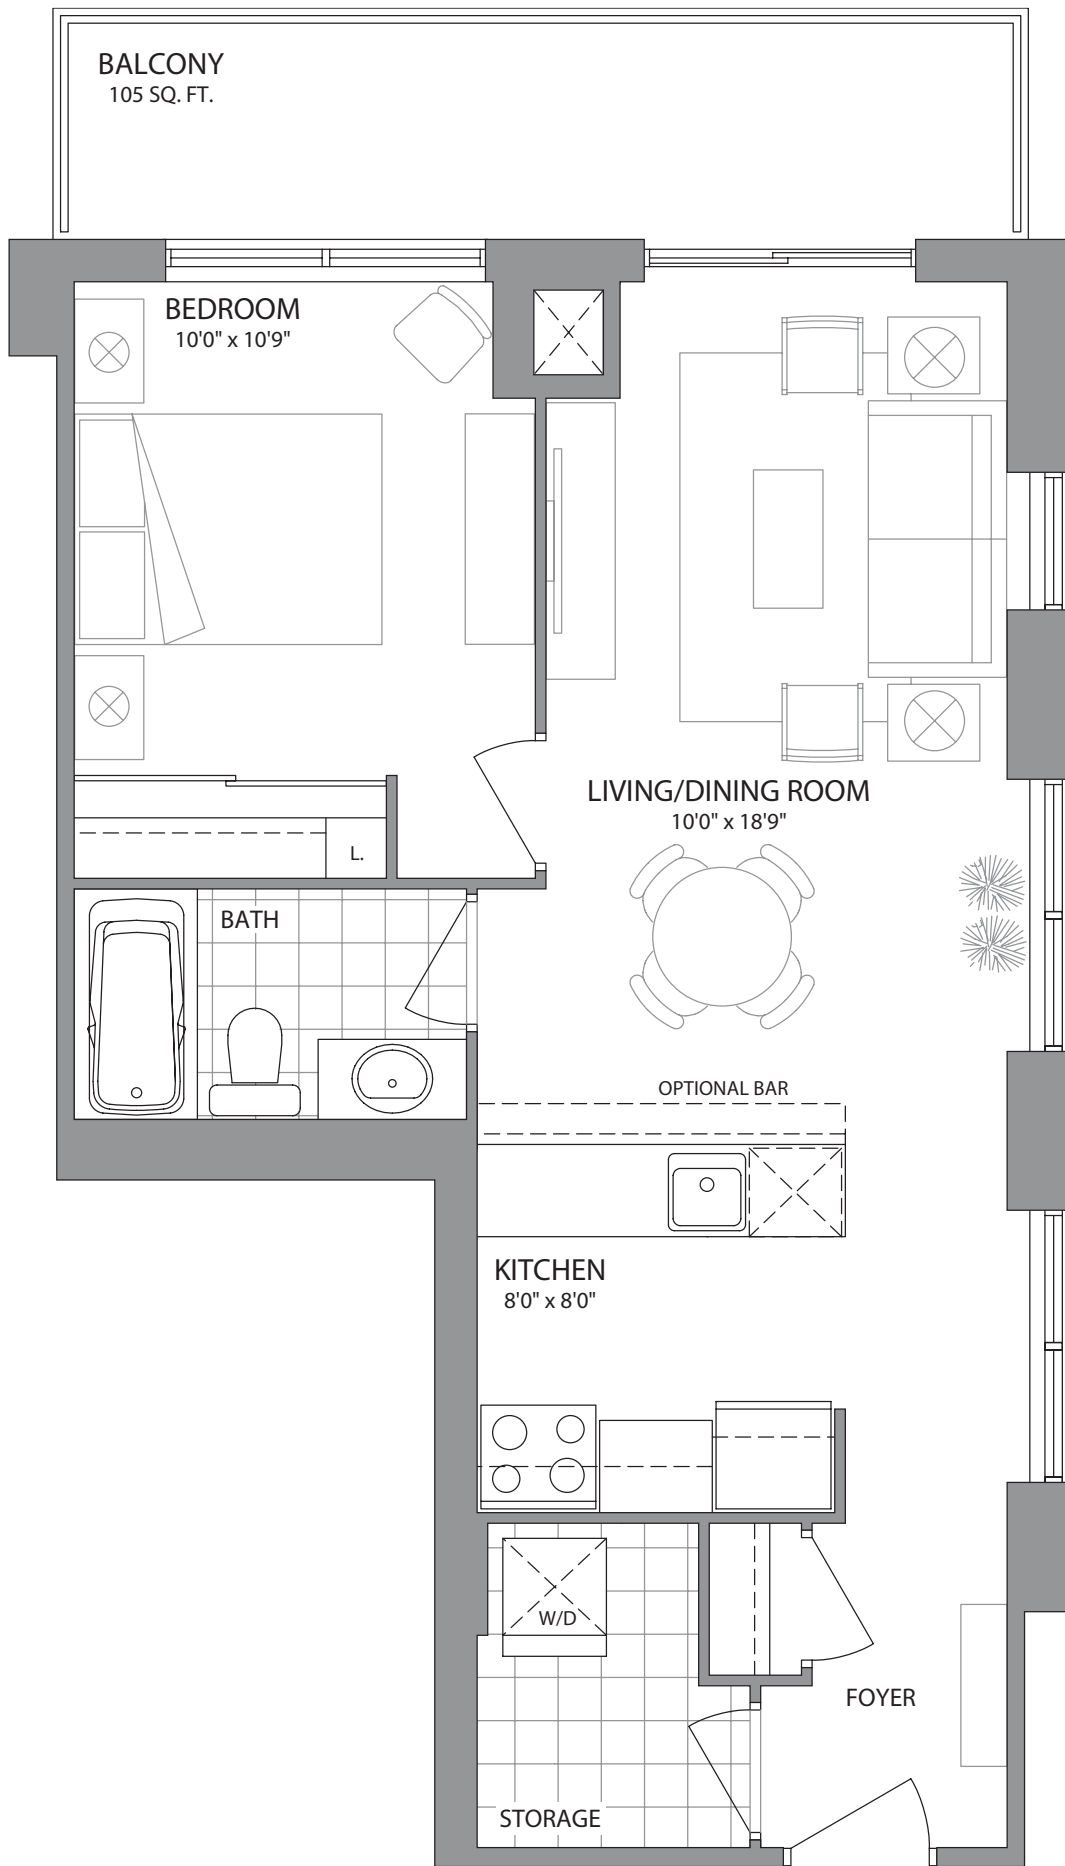 BALCONY
105 SQ. FT.
BEDROOM
10'0" x 10'9"
LIVING/DINING ROOM
10'0" x 18'9"
L.
BATH
OPTIONAL BAR
KITCHEN
8'0" x 8'0"
W/D
FOYER
STORAGE